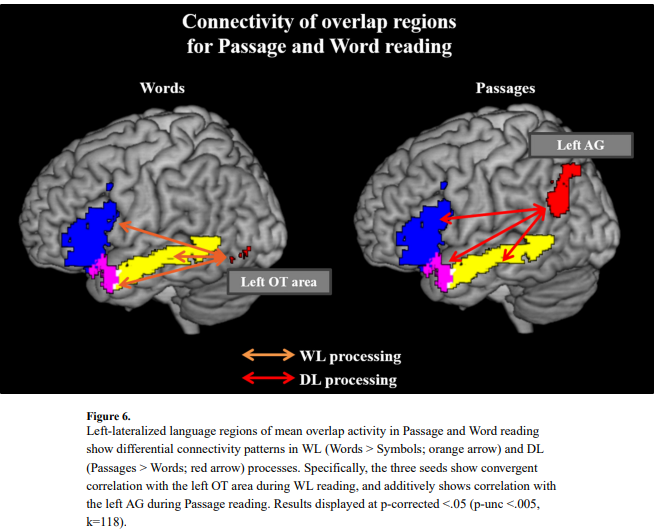 Connectivity of overlap regions
for Passage and Word reading
Words
Passages
Left AG
Left OT area
WL processing
DL processing
Figure 6.
Left-lateralized language regions of mean overlap activity in Passage and Word reading
show differential connectivity patterns in WL (Words > Symbols; orange arrow) and DL
(Passages > Words; red arrow) processes. Specifically, the three seeds show convergent
correlation with the left OT area during WL reading, and additively shows correlation with
the left AG during Passage reading. Results displayed at p-corrected <.05 (p-unc <.005,
k=118).